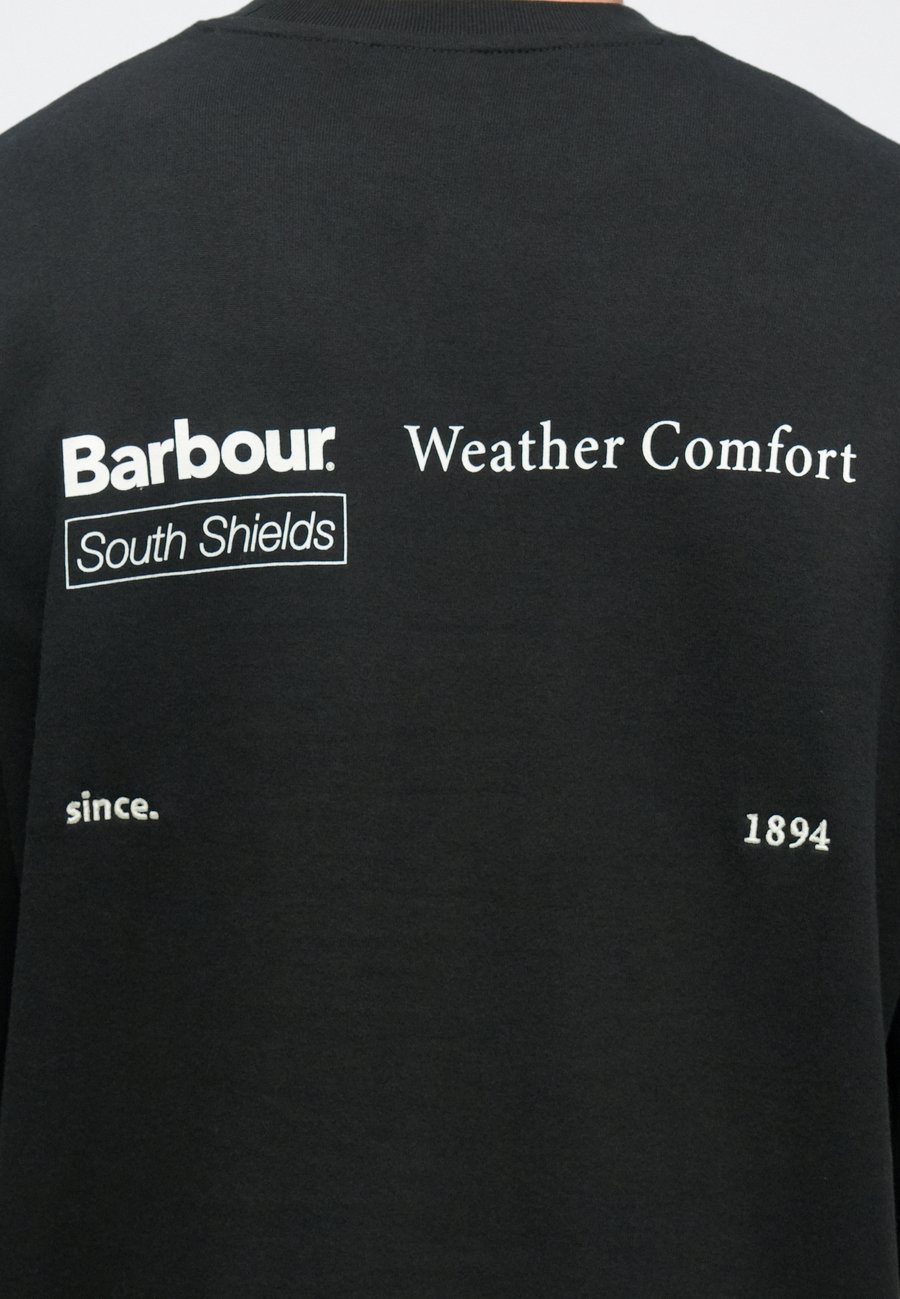 Barbour.
South Shields
Weather Comfort
since.
1894